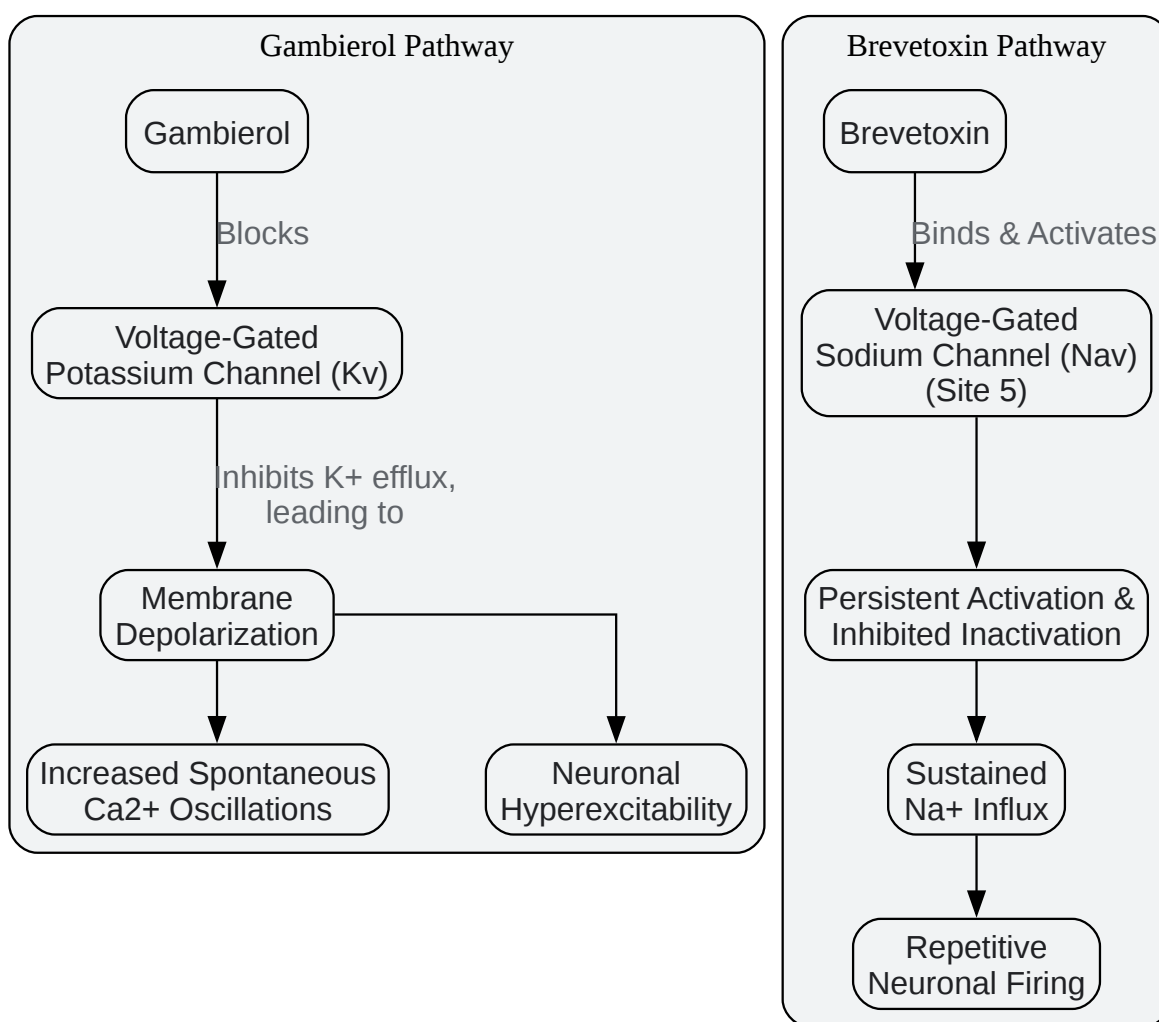 Gambierol Pathway
Gambierol
Blocks
Voltage-Gated
Potassium Channel (Kv)
Inhibits K+ efflux,
leading to
Membrane
Depolarization
Increased Spontaneous
Ca2+ Oscillations
Neuronal
Hyperexcitability
Brevetoxin Pathway
Brevetoxin
Binds & Activates
Voltage-Gated
Sodium Channel (Nav)
(Site 5)
Persistent Activation &
Inhibited Inactivation
Sustained
Na+ Influx
Repetitive
Neuronal Firing